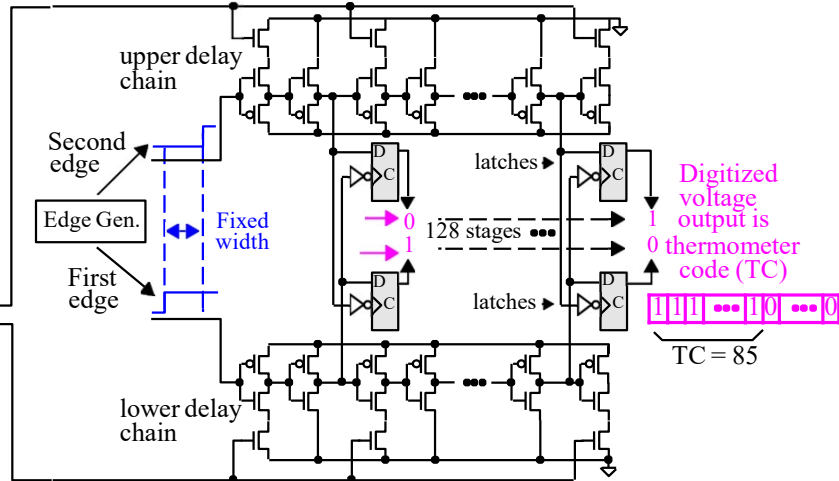 upper delay
chain
Second
edge
Edge Gen.
Fixed
width
First
edge
lower delay
chain
D
C
0
1
D
C
128 stages
latches
latches
D
C
1
0
D
C
Digitized
voltage
output is
thermometer
code (TC)
1 1 1 1 0 0
TC = 85